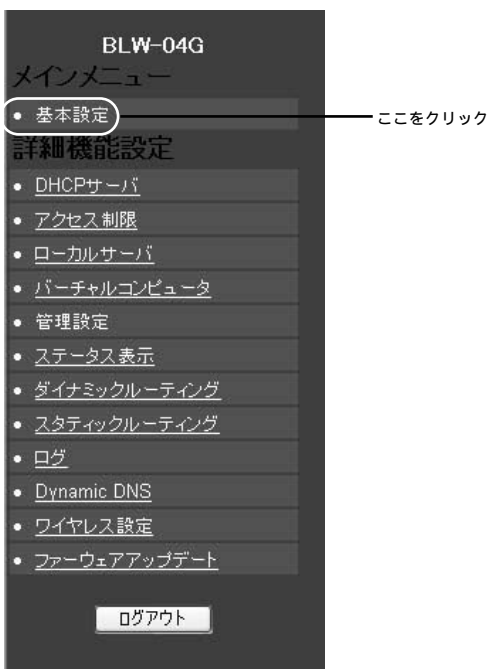 BLW-04G
メインメニュー
● 基本設定
ここをクリック
詳細機能設定
● DHCPサーバ
● アクセス制限
● ローカルサーバ
● バーチャルコンピュータ
● 管理設定
● ステータス表示
● ダイナミックルーティング
● スタティックルーティング
● ログ
● Dynamic DNS
● ワイヤレス設定
● ファーウェアアップデート
ログアウト